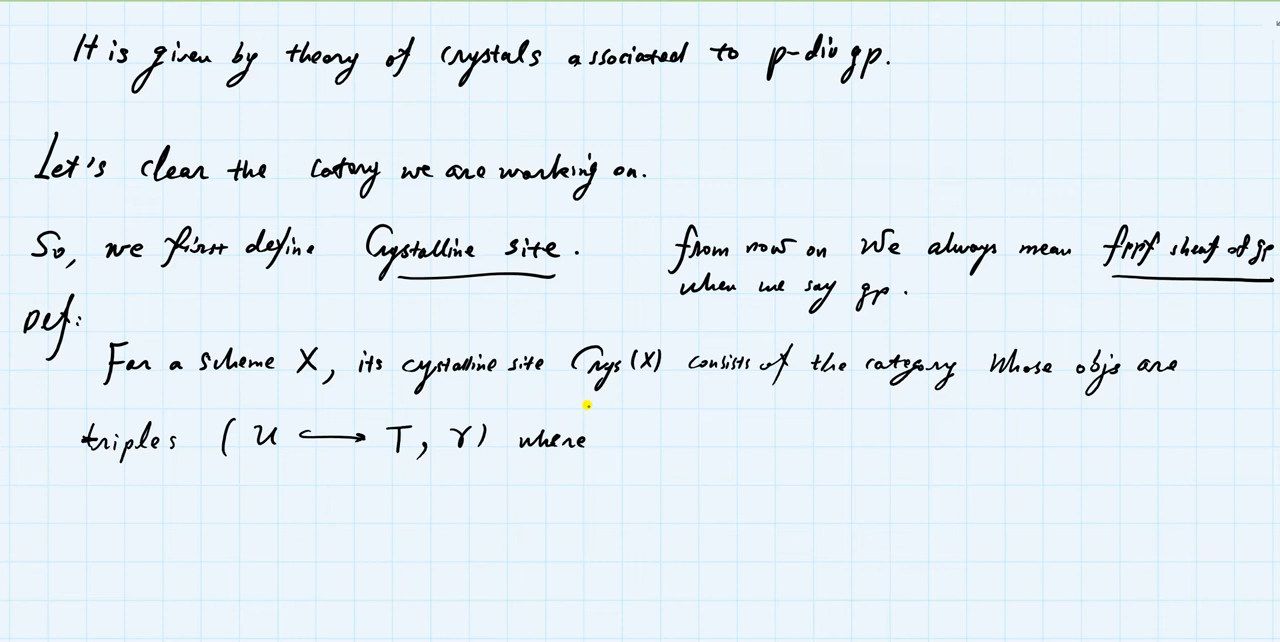 It is given by theory of crystals associated to p-div gp.
Let's clear the catery we are working on.
So, we first define Crystalline site. from now on We always mean fppf sheaf of gp
when we say gp.
Def:
For a scheme X, its cystalline site Crys(X) consists of the category whose objs are
triples ( U ↪ T, γ) where